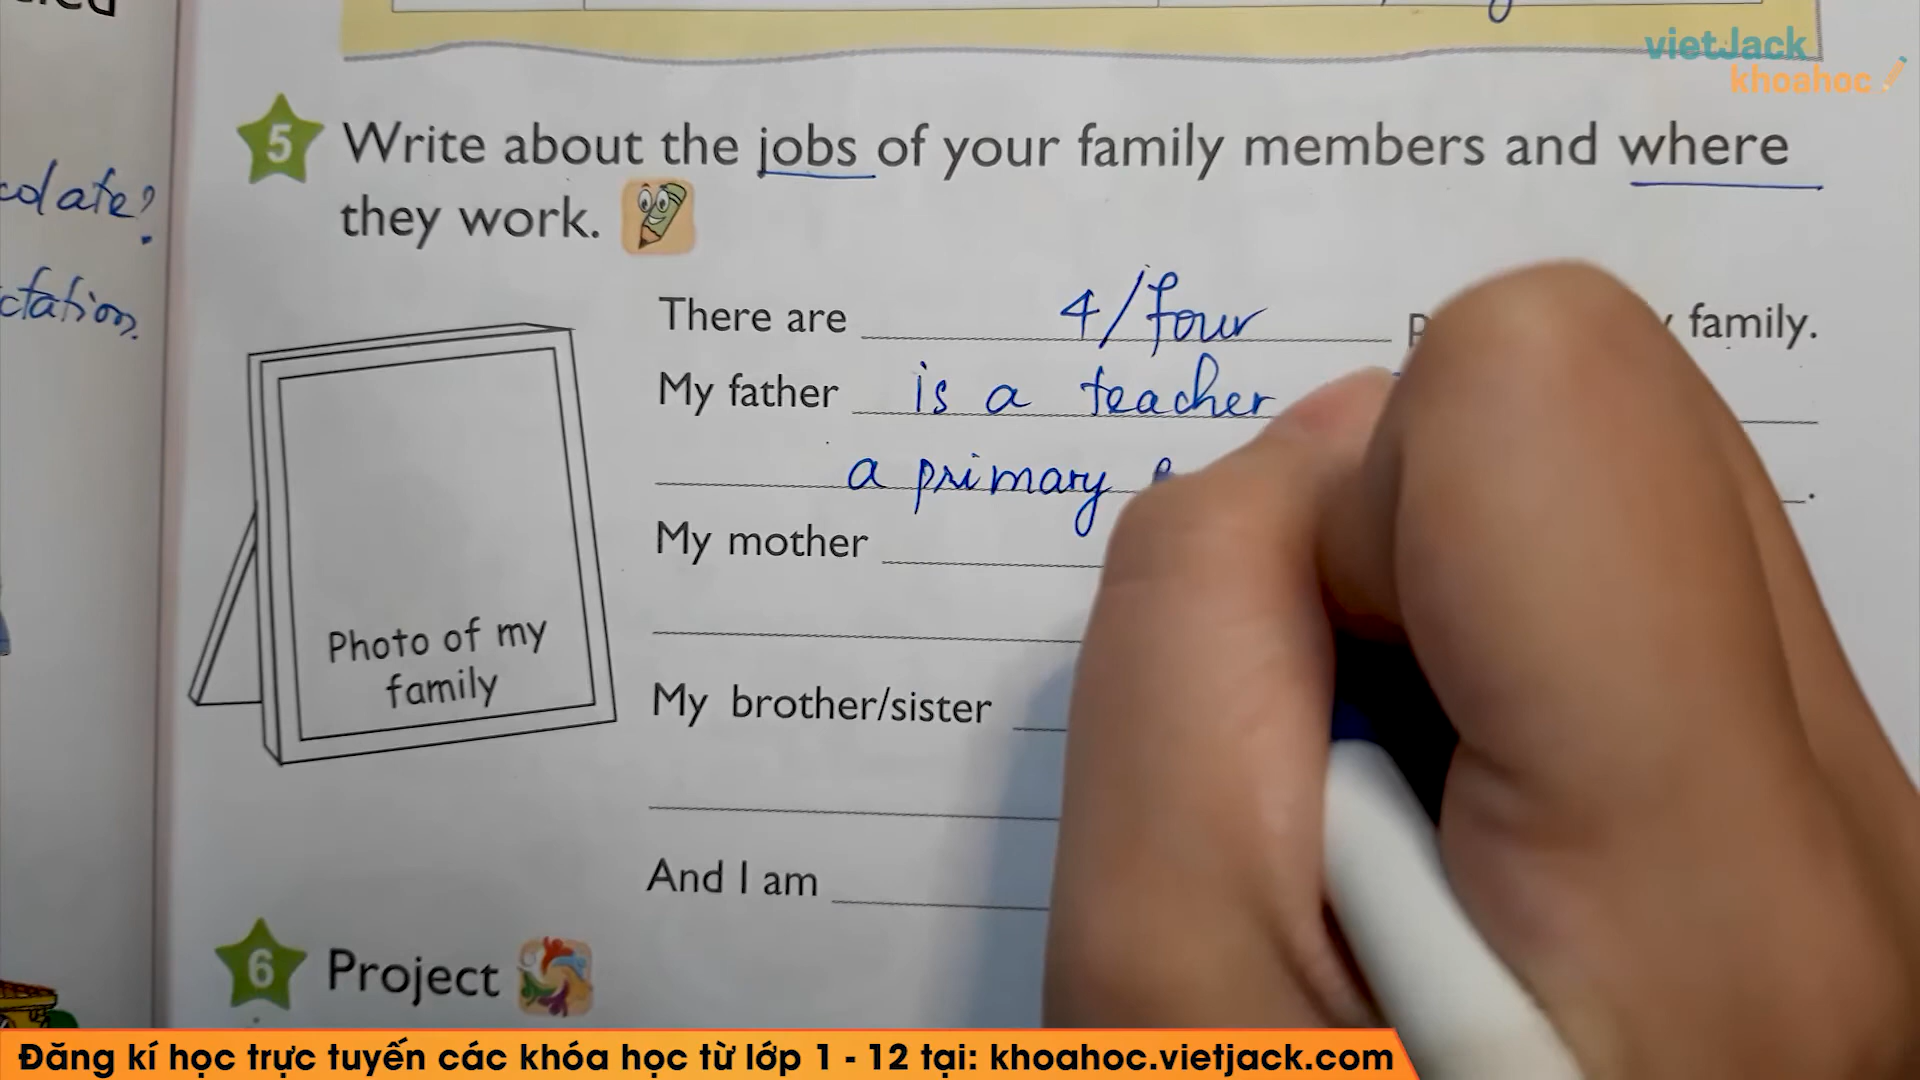 vietJack
khoahoc
5 Write about the jobs of your family members and where
they work.
colate?
ctation.
There are 4/four family.
My father is a teacher
a primary
My mother
My brother/sister
And I am
Photo of my
family
6 Project
Đăng kí học trực tuyến các khóa học từ lớp 1 - 12 tại: khoahoc.vietjack.com